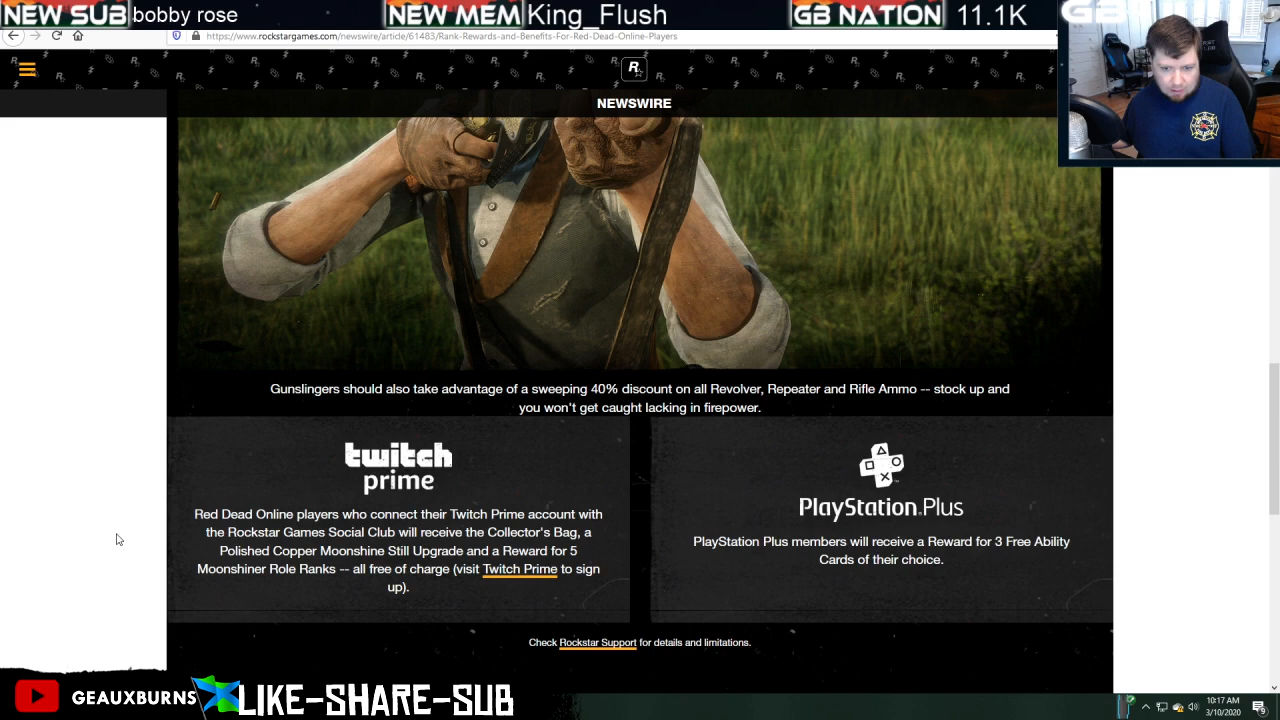 NEW SUB bobby rose NEW MEM King_Flush GB NATION 11.1K
https://www.rockstargames.com/newswire/article/61483/Rank-Rewards-and-Benefits-For-Red-Dead-Online-Players
NEWSWIRE
Gunslingers should also take advantage of a sweeping 40% discount on all Revolver, Repeater and Rifle Ammo -- stock up and
you won't get caught lacking in firepower.
twitch
prime
Red Dead Online players who connect their Twitch Prime account with
the Rockstar Games Social Club will receive the Collector's Bag, a
Polished Copper Moonshine Still Upgrade and a Reward for 5
Moonshiner Role Ranks -- all free of charge (visit Twitch Prime to sign
up).
PlayStation Plus
PlayStation Plus members will receive a Reward for 3 Free Ability
Cards of their choice.
Check Rockstar Support for details and limitations.
GEAUXBURNS LIKE-SHARE-SUB
10:17 AM
3/10/2020